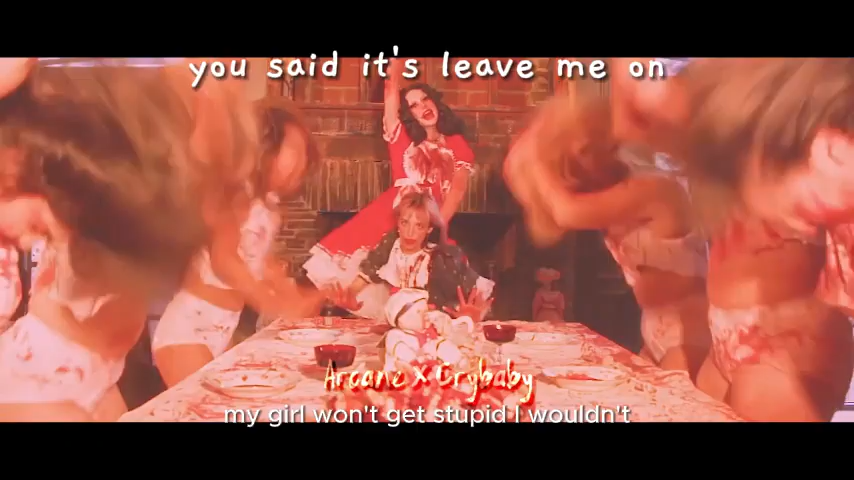 you said it's leave me on
Arcane X Crybaby
my girl won't get stupid I wouldn't